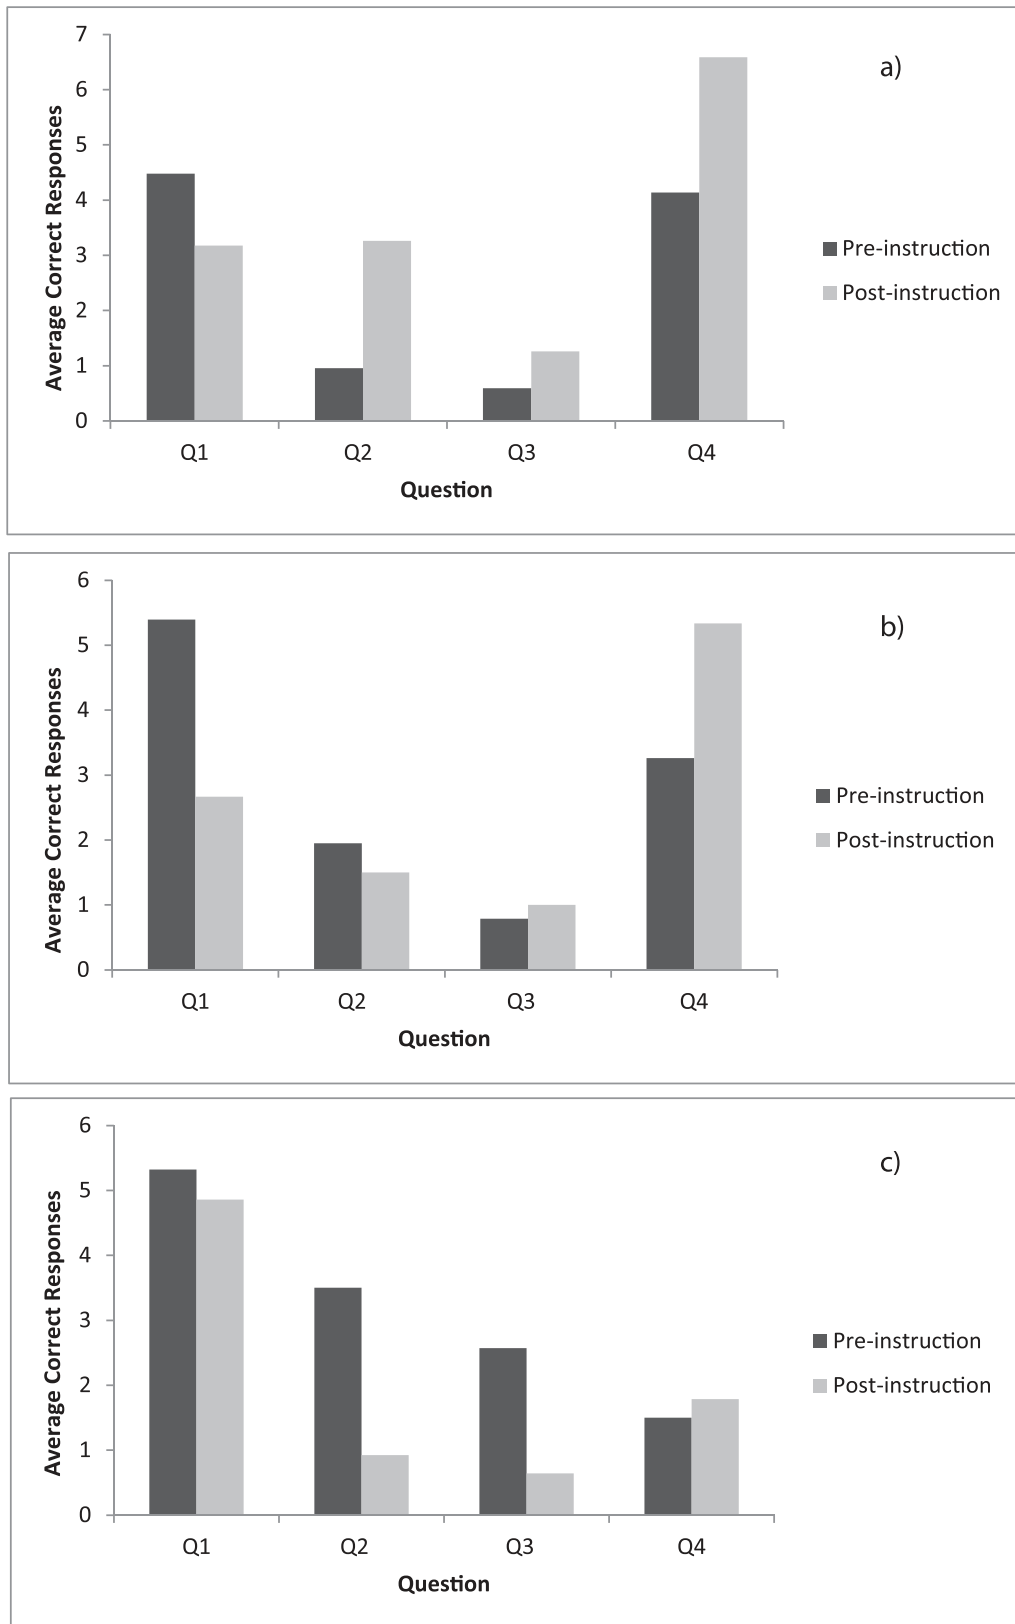 a)
7
6
5
4
3
2
1
0
Average Correct Responses
Q1 Q2 Q3 Q4
Question
Pre-instruction
Post-instruction
b)
6
5
4
3
2
1
0
Average Correct Responses
Q1 Q2 Q3 Q4
Question
Pre-instruction
Post-instruction
c)
6
5
4
3
2
1
0
Average Correct Responses
Q1 Q2 Q3 Q4
Question
Pre-instruction
Post-instruction